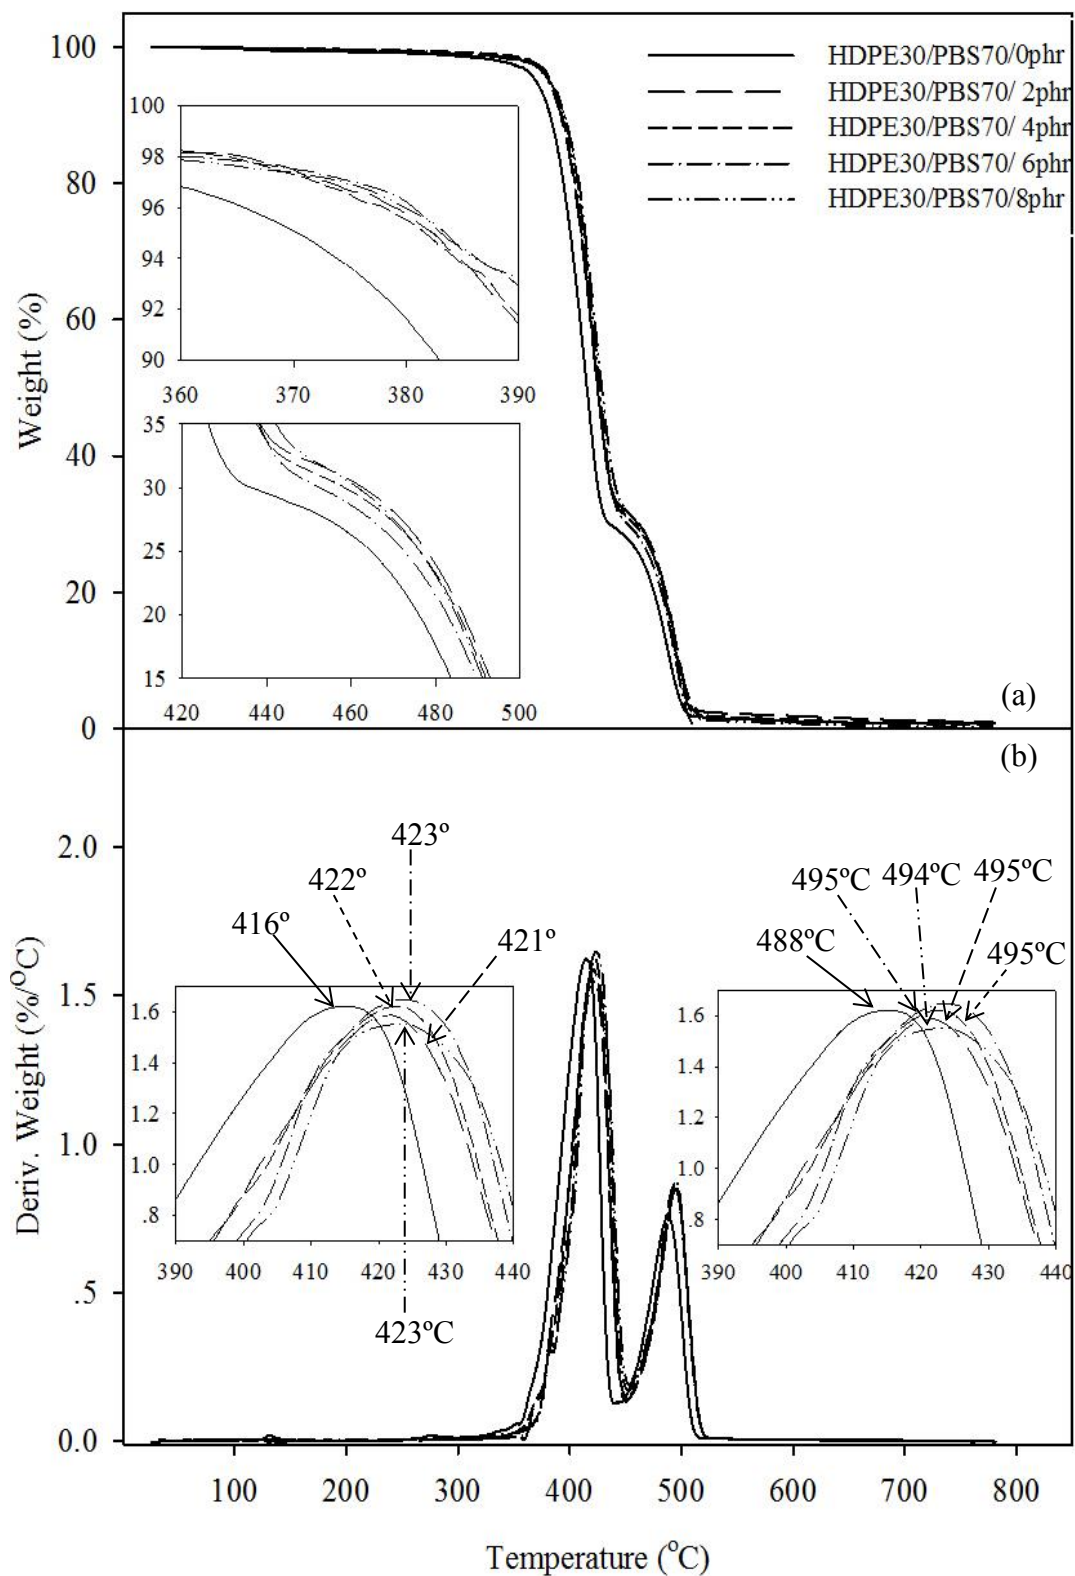 100
80
60
40
20
0
Weight (%)
HDPE30/PBS70/0phr
HDPE30/PBS70/ 2phr
HDPE30/PBS70/ 4phr
HDPE30/PBS70/ 6phr
HDPE30/PBS70/8phr
100
98
96
94
92
90
360 370 380 390
35
30
25
20
15
420 440 460 480 500
(a)
(b)
2.0
1.5
1.0
.5
0.0
Deriv. Weight (%/°C)
423º
422º
416º
421º
1.6
1.4
1.2
1.0
.8
390 400 410 420 430 440
423ºC
495ºC 494ºC 495ºC
488ºC 495ºC
1.6
1.4
1.2
1.0
.8
390 400 410 420 430 440
100 200 300 400 500 600 700 800
Temperature (°C)